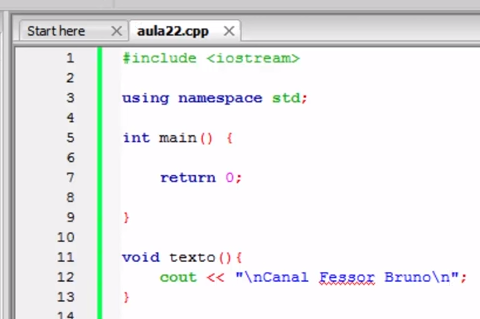 Start here aula22.cpp
1 #include <iostream>
2
3 using namespace std;
4
5 int main() {
6
7 return 0;
8
9 }
10
11 void texto(){
12 cout << "\nCanal Fessor Bruno\n";
13 }
14